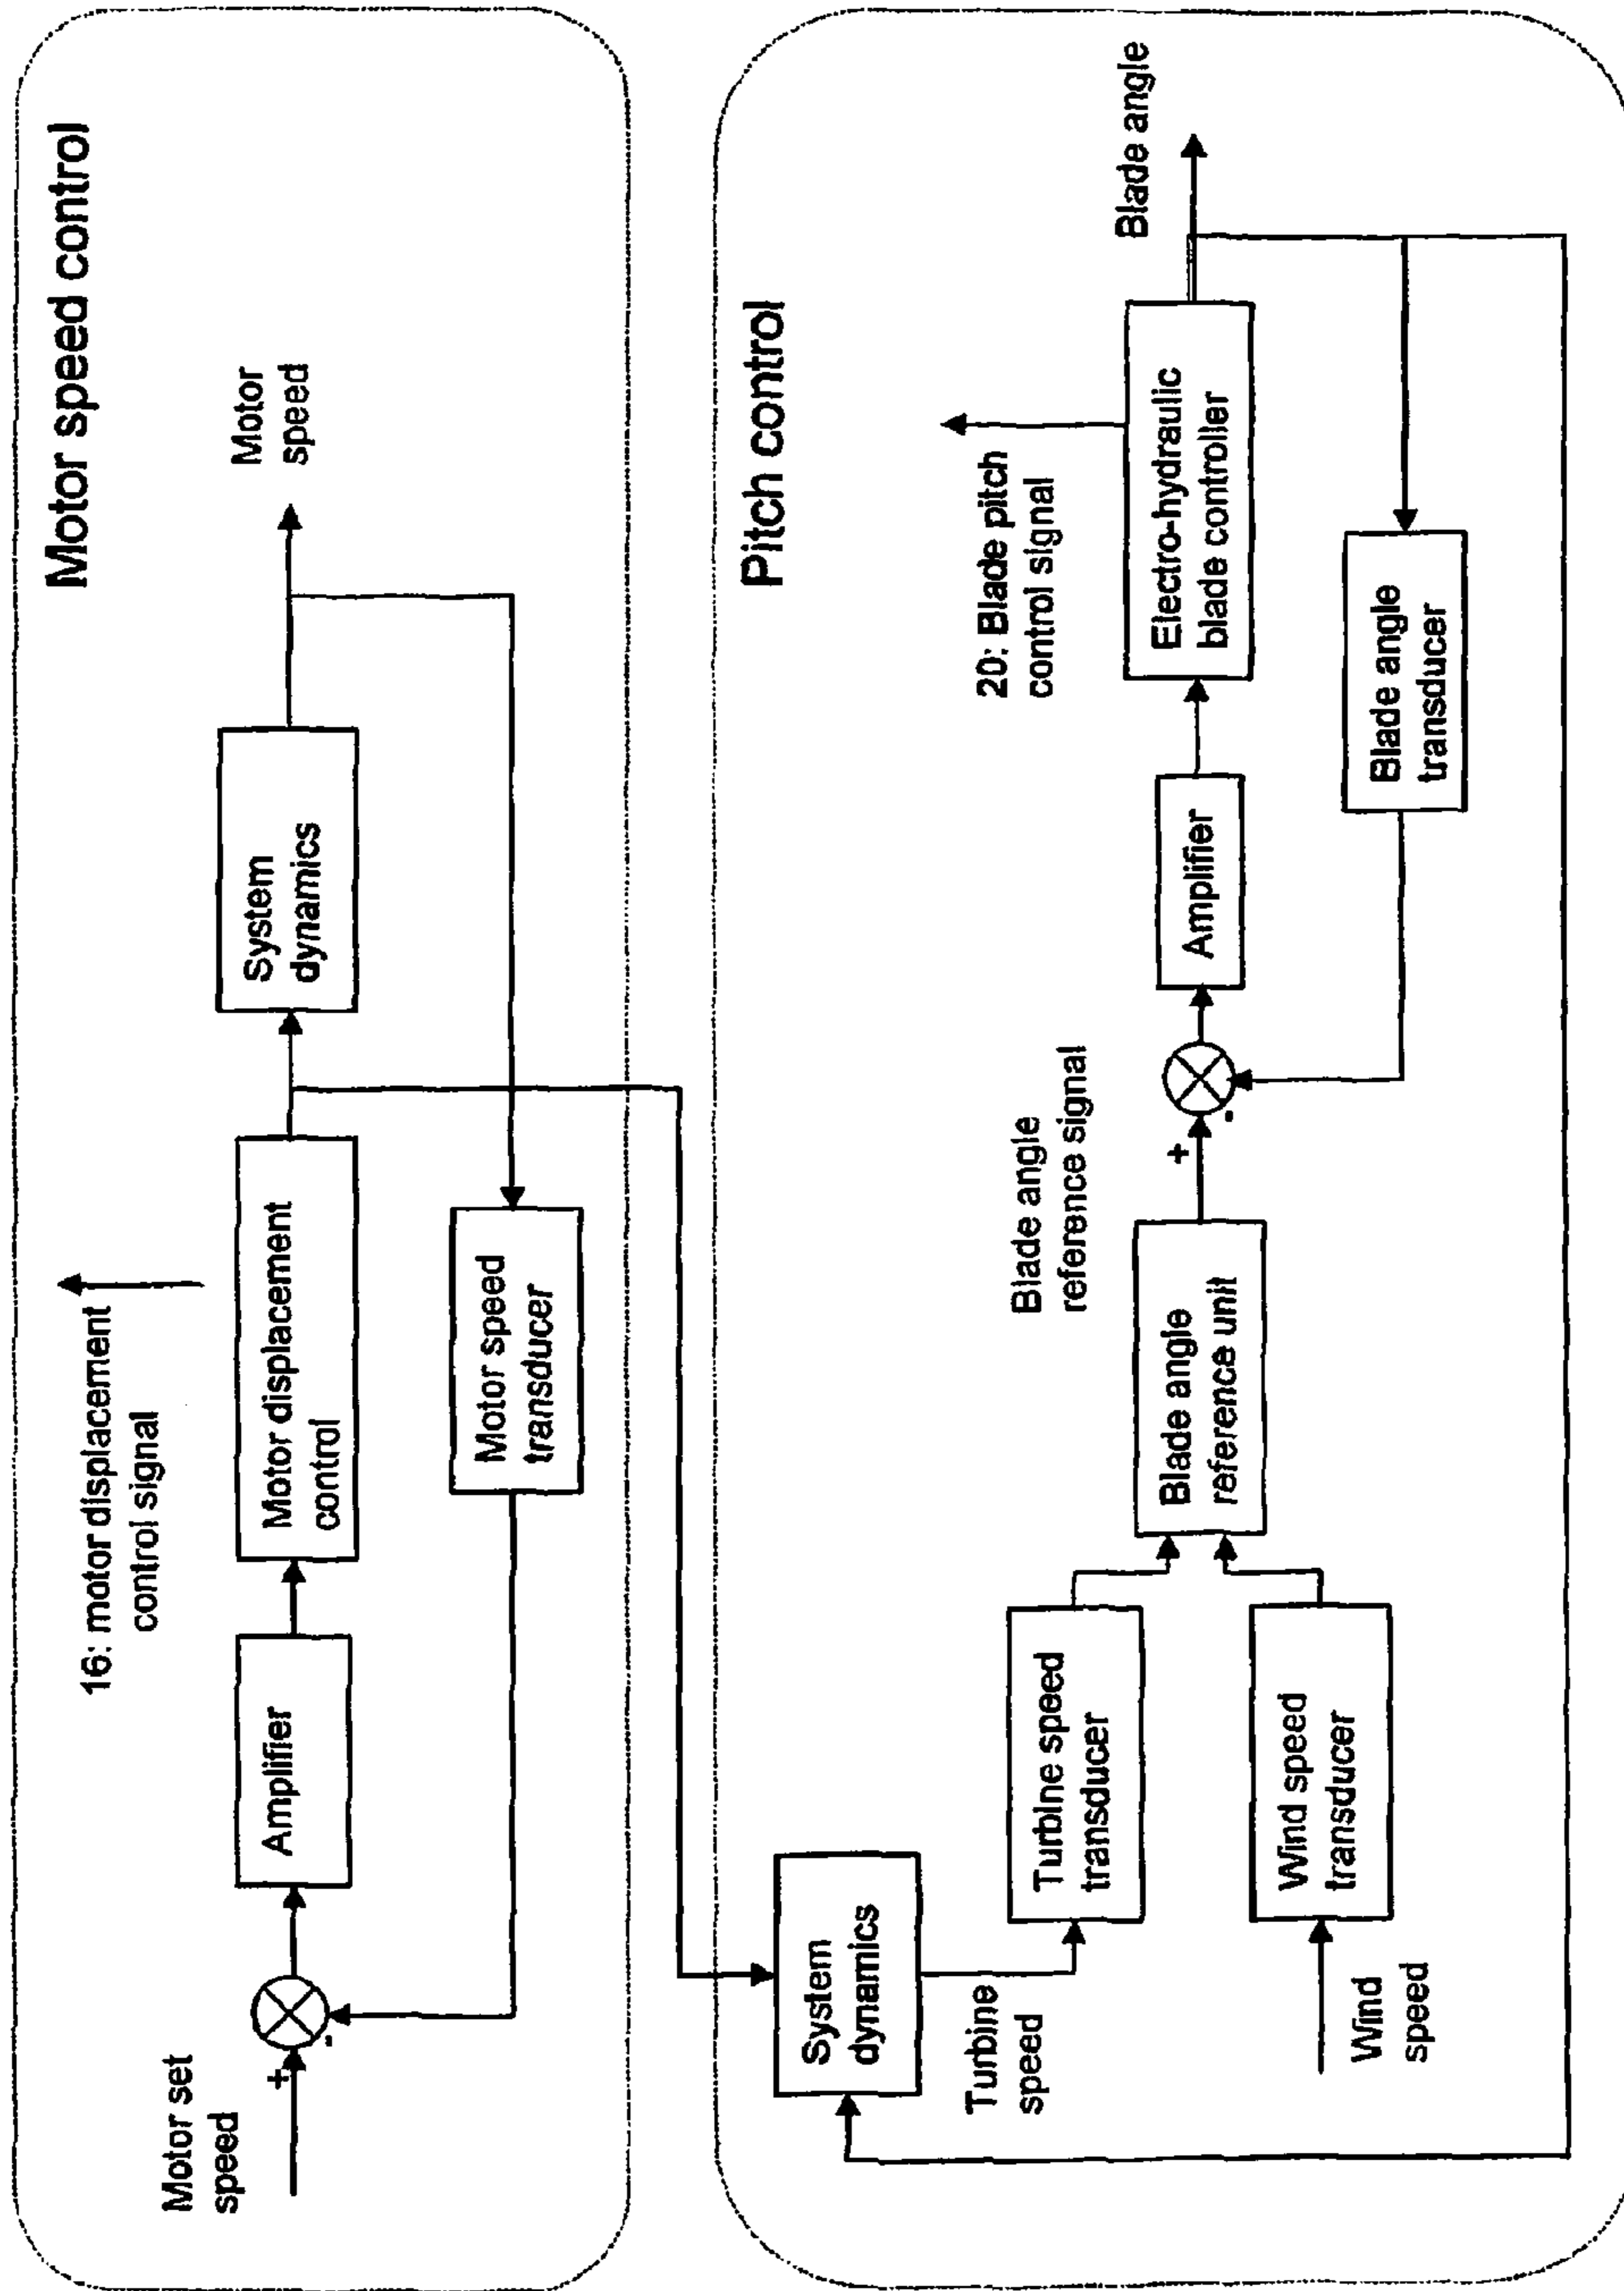 Motor speed control
16: motor displacement
control signal
Motor set
speed
+
-
Amplifier
Motor displacement
control
System
dynamics
Motor
speed
Motor speed
transducer
Pitch control
System
dynamics
Turbine
speed
Turbine speed
transducer
Wind
speed
Wind speed
transducer
Blade angle
reference unit
Blade angle
reference signal
+
-
Amplifier
20: Blade pitch
control signal
Electro-hydraulic
blade controller
Blade angle
Blade angle
transducer